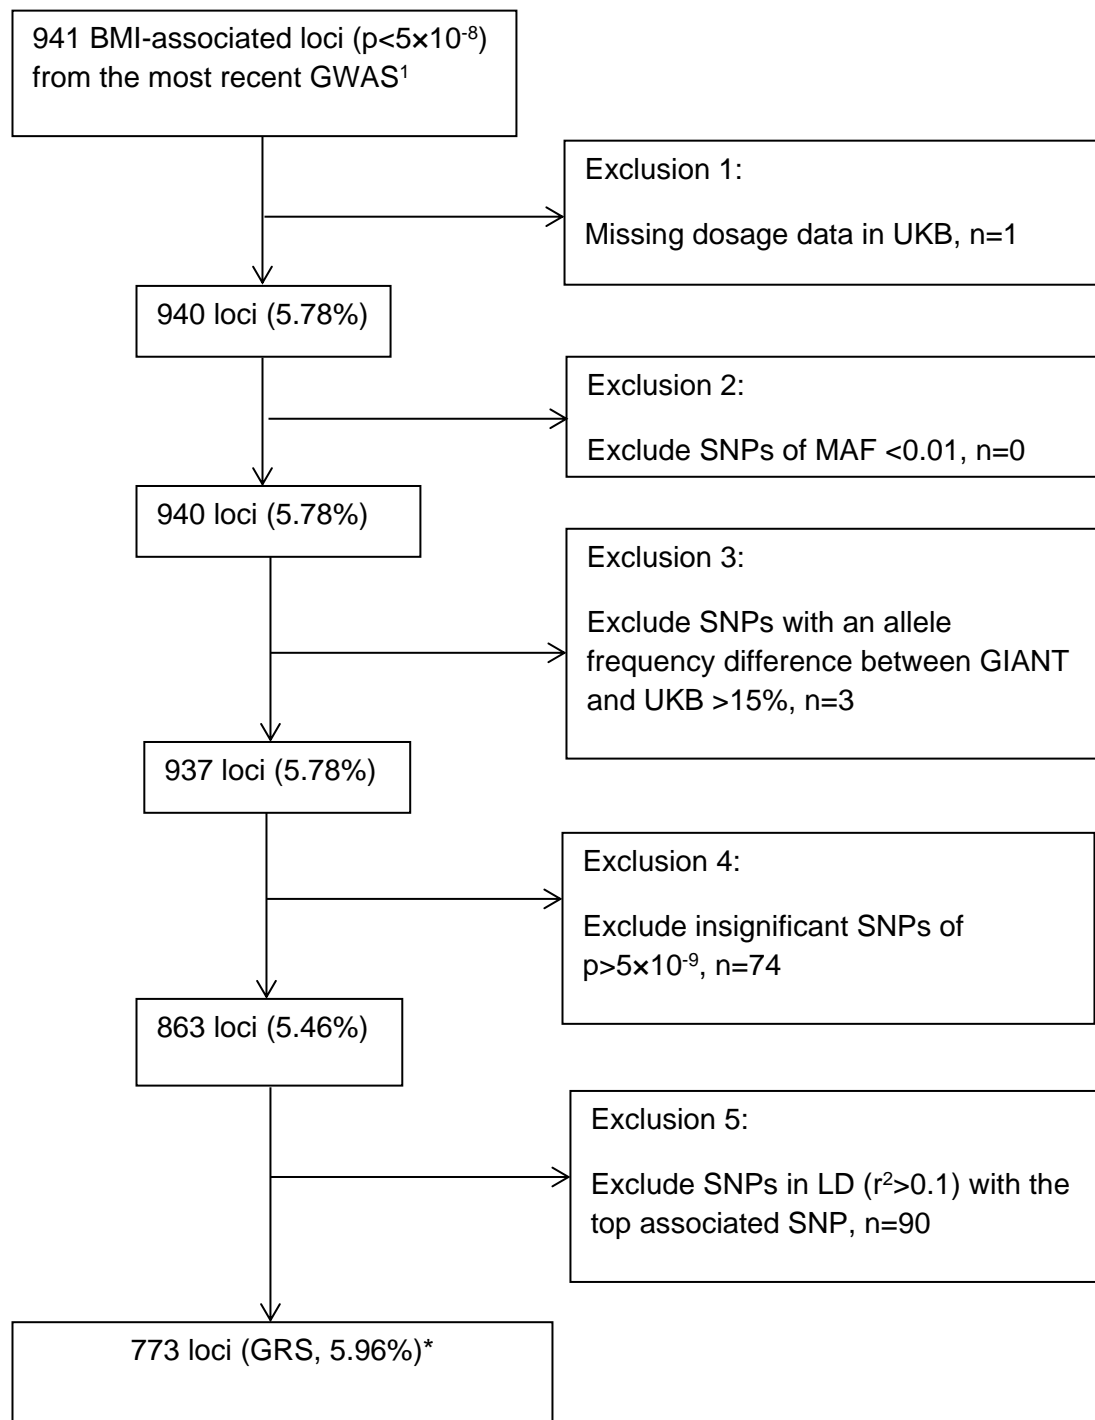 941 BMI-associated loci (p<5×10⁻⁸)
from the most recent GWAS¹
Exclusion 1:
Missing dosage data in UKB, n=1
940 loci (5.78%)
Exclusion 2:
Exclude SNPs of MAF <0.01, n=0
940 loci (5.78%)
Exclusion 3:
Exclude SNPs with an allele
frequency difference between GIANT
and UKB >15%, n=3
937 loci (5.78%)
Exclusion 4:
Exclude insignificant SNPs of
p>5×10⁻⁹, n=74
863 loci (5.46%)
Exclusion 5:
Exclude SNPs in LD (r²>0.1) with the
top associated SNP, n=90
773 loci (GRS, 5.96%)*